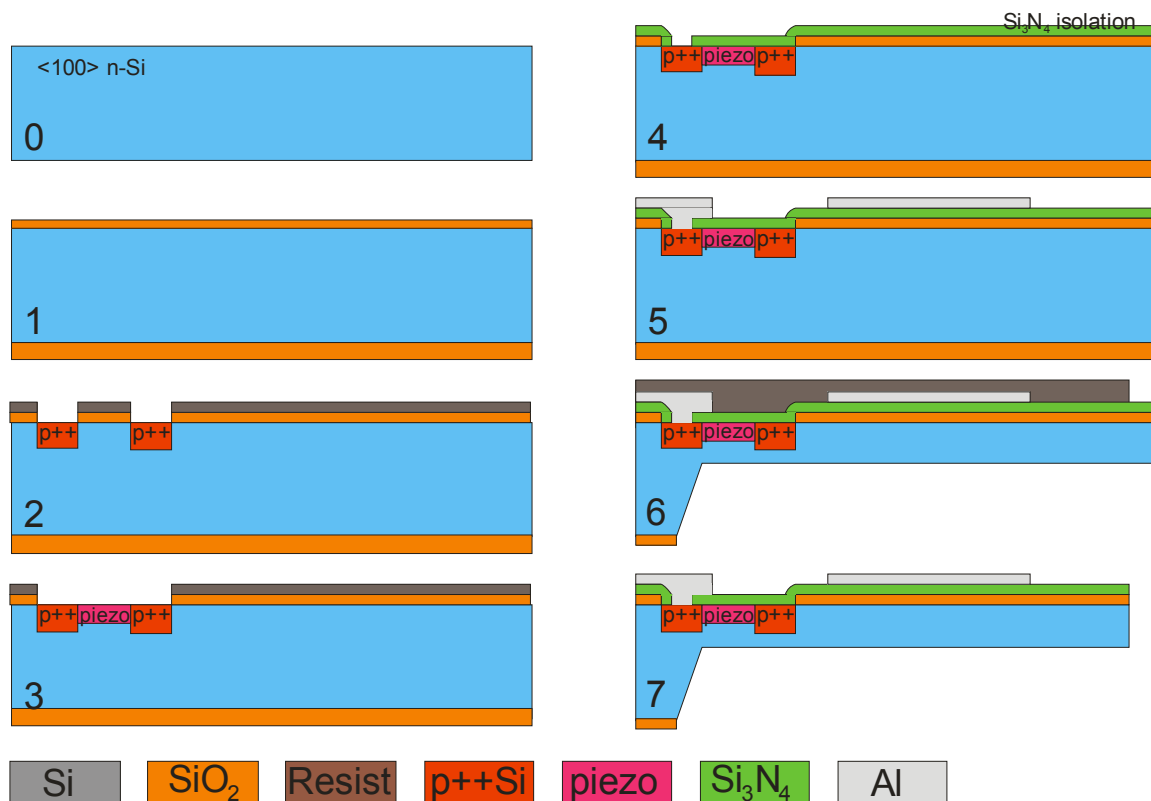 <100> n-Si
0
1
p++ p++
2
p++ piezo p++
3
Si₃N₄ isolation
p++ piezo p++
4
p++ piezo p++
5
p++ piezo p++
6
p++ piezo p++
7
Si SiO₂ Resist p++Si piezo Si₃N₄ Al